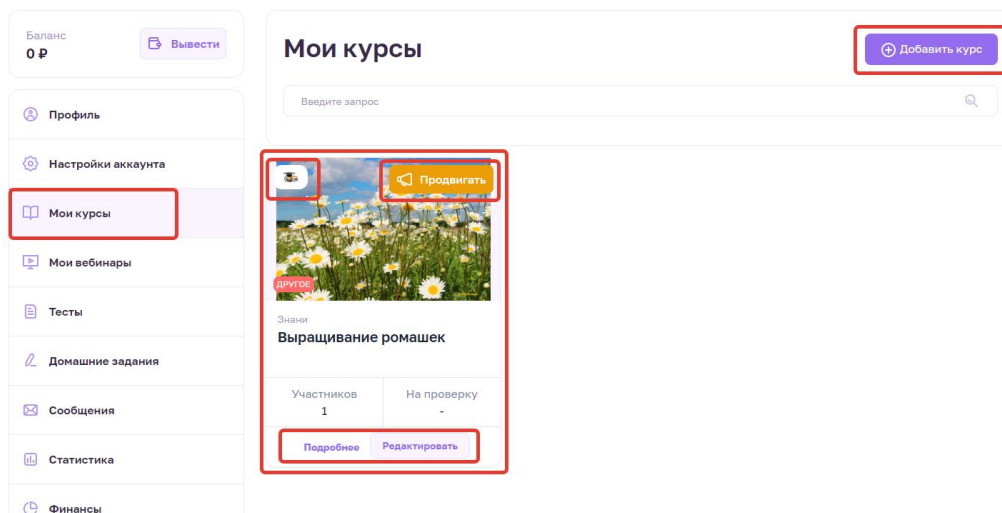 Баланс
0 ₽
Вывести
Профиль
Настройки аккаунта
Мои курсы
Мои вебинары
Тесты
Домашние задания
Сообщения
Статистика
Финансы
Мои курсы
Добавить курс
Введите запрос
Продвигать
ДРУГОЕ
Знани
Выращивание ромашек
Участников
1
На проверку
-
Подробнее
Редактировать